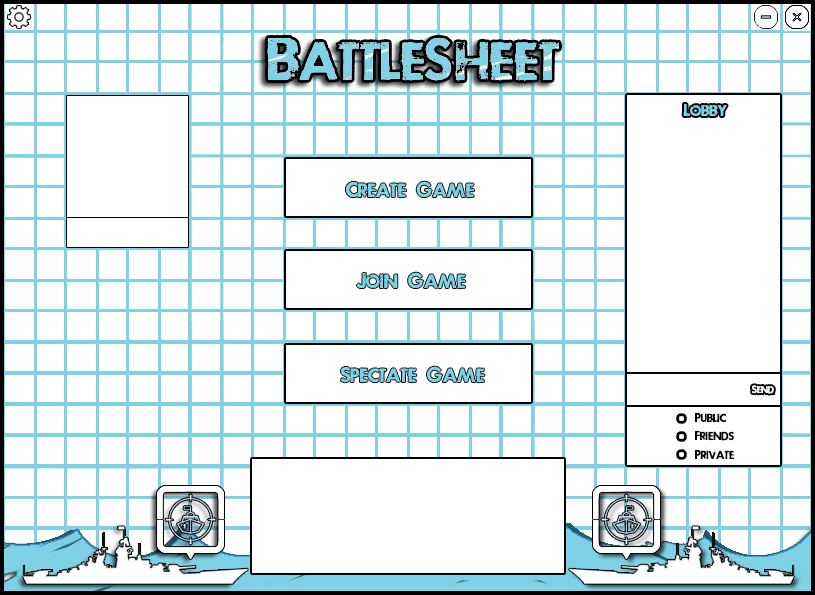 BattleSheet
Lobby
Create Game
Join Game
Spectate Game
Send
Public
Friends
Private